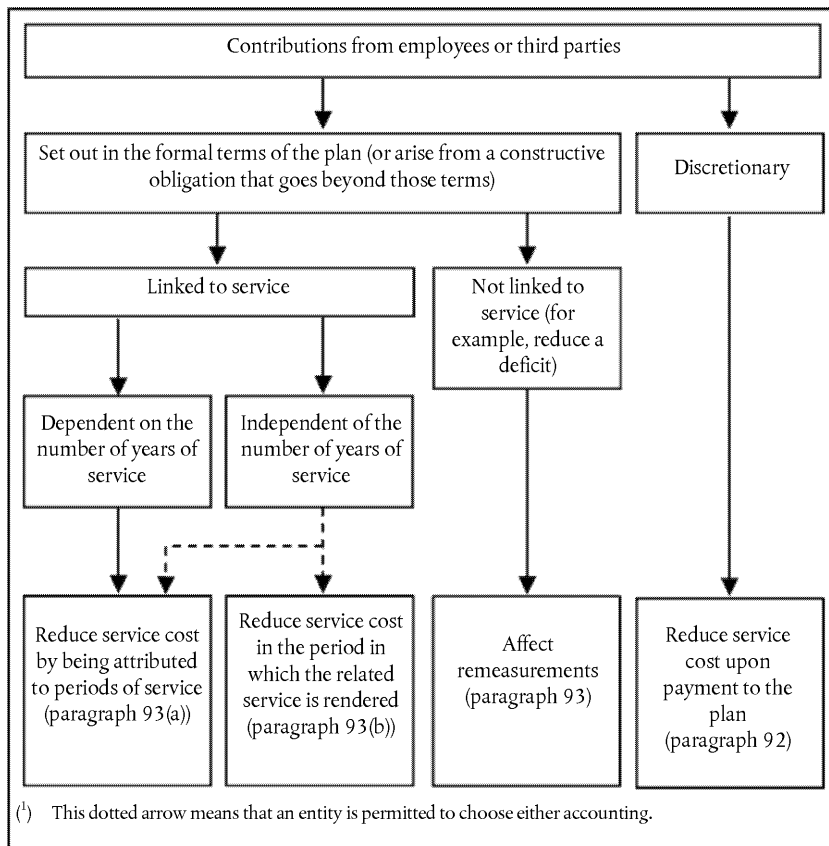 Contributions from employees or third parties
Set out in the formal terms of the plan (or arise from a constructive
obligation that goes beyond those terms)
Discretionary
Linked to service
Not linked to
service (for
example, reduce a
deficit)
Dependent on the
number of years of
service
Independent of the
number of years of
service
Reduce service cost
by being attributed
to periods of service
(paragraph 93(a))
Reduce service cost
in the period in
which the related
service is rendered
(paragraph 93(b))
Affect
remeasurements
(paragraph 93)
Reduce service
cost upon
payment to the
plan
(paragraph 92)
(1) This dotted arrow means that an entity is permitted to choose either accounting.